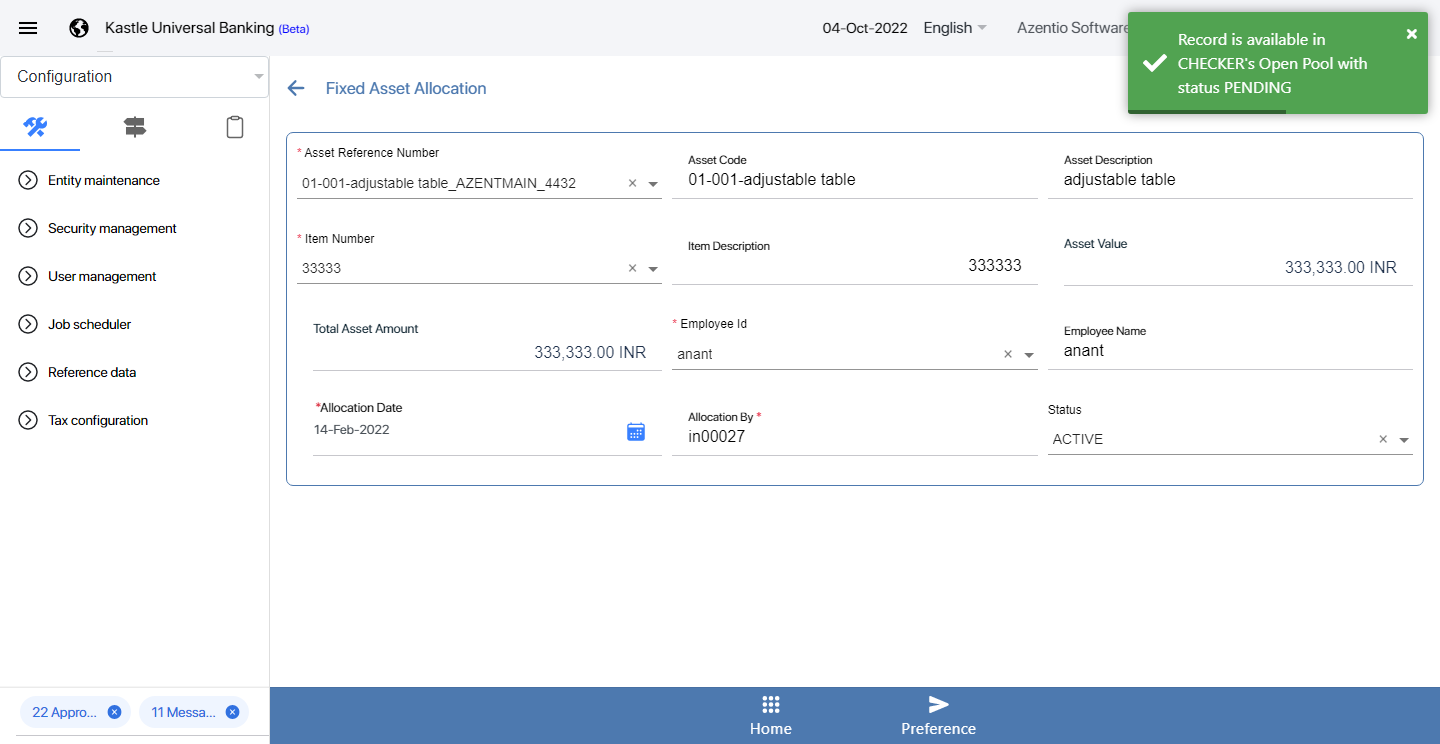 Kastle Universal Banking (Beta)
04-Oct-2022
English
Azentio Software
Record is available in
CHECKER's Open Pool with
status PENDING
Configuration
Fixed Asset Allocation
Entity maintenance
Security management
User management
Job scheduler
Reference data
Tax configuration
* Asset Reference Number
01-001-adjustable table_AZENTMAIN_4432
Asset Code
01-001-adjustable table
Asset Description
adjustable table
* Item Number
33333
Item Description
333333
Asset Value
333,333.00 INR
Total Asset Amount
333,333.00 INR
* Employee Id
anant
Employee Name
anant
*Allocation Date
14-Feb-2022
Allocation By *
in00027
Status
ACTIVE
22 Appro...
11 Messa...
Home
Preference